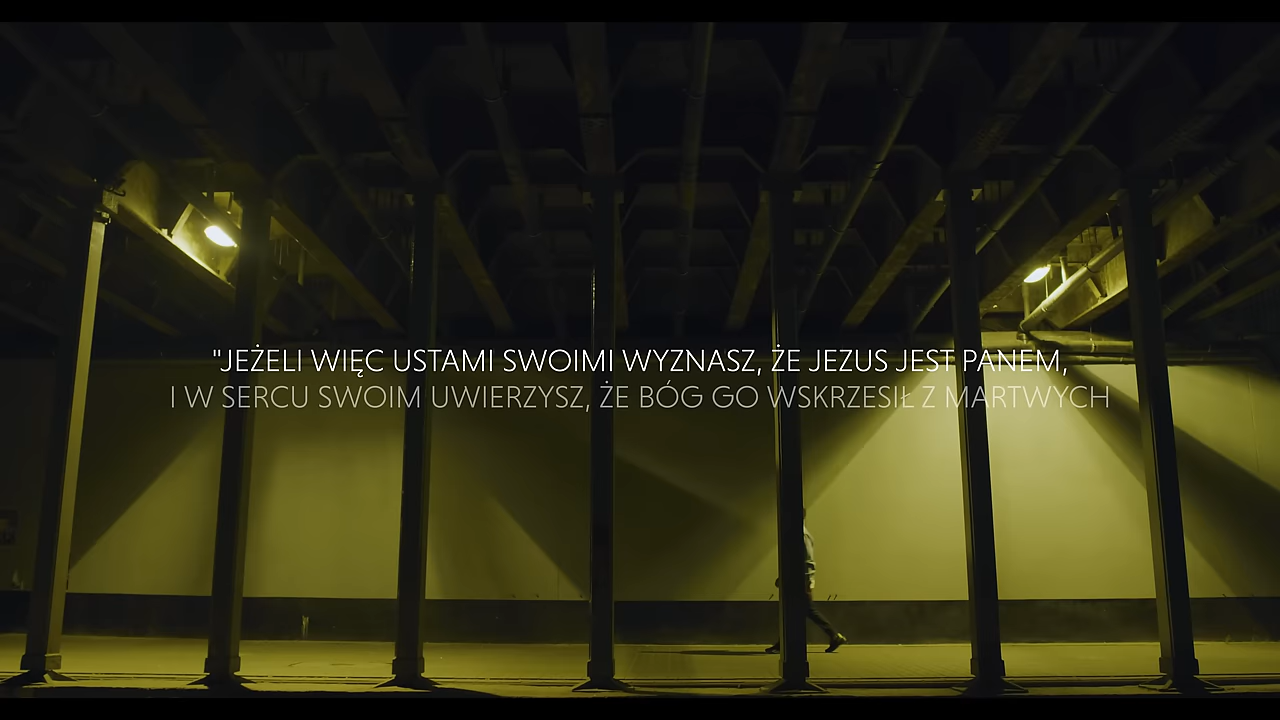 "JEŻELI WIĘC USTAMI SWOIMI WYZNASZ, ŻE JEZUS JEST PANEM,
I W SERCU SWOIM UWIERZYSZ, ŻE BÓG GO WSKRZESIŁ Z MARTWYCH